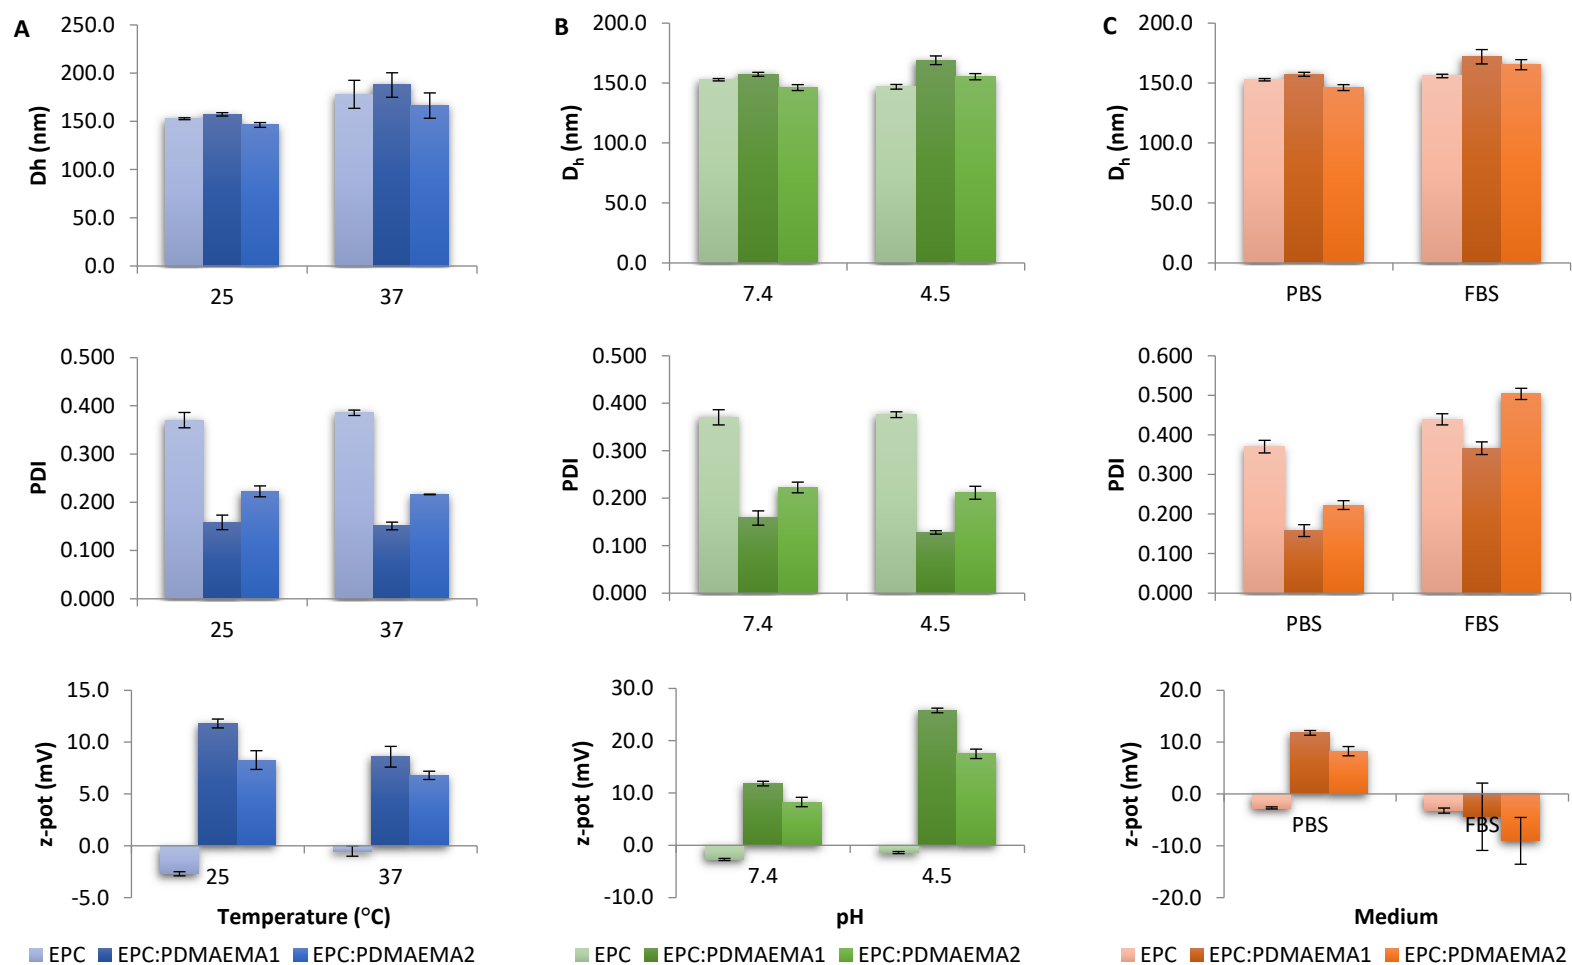 A
Dh (nm)
250.0
200.0
150.0
100.0
50.0
0.0
25 37
PDI
0.500
0.400
0.300
0.200
0.100
0.000
25 37
z-pot (mV)
15.0
10.0
5.0
0.0
-5.0
25 37
Temperature (°C)
EPC EPC:PDMAEMA1 EPC:PDMAEMA2
B
Dₕ (nm)
200.0
150.0
100.0
50.0
0.0
7.4 4.5
PDI
0.500
0.400
0.300
0.200
0.100
0.000
7.4 4.5
z-pot (mV)
30.0
20.0
10.0
0.0
-10.0
7.4 4.5
pH
EPC EPC:PDMAEMA1 EPC:PDMAEMA2
C
Dₕ (nm)
200.0
150.0
100.0
50.0
0.0
PBS FBS
PDI
0.600
0.500
0.400
0.300
0.200
0.100
0.000
PBS FBS
z-pot (mV)
20.0
10.0
0.0
-10.0
-20.0
PBS FBS
Medium
EPC EPC:PDMAEMA1 EPC:PDMAEMA2